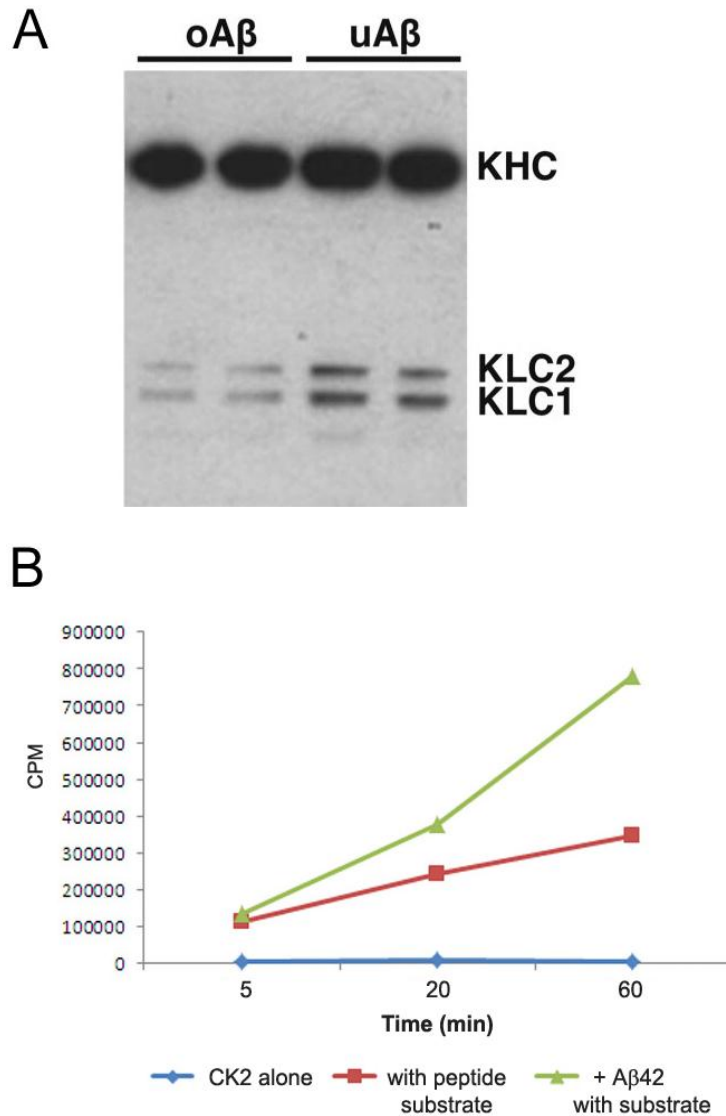 A
oAβ uAβ
KHC
KLC2
KLC1
B
900000
800000
700000
600000
500000
400000
300000
200000
100000
0
CPM
5 20 60
Time (min)
CK2 alone with peptide substrate + Aβ42 with substrate